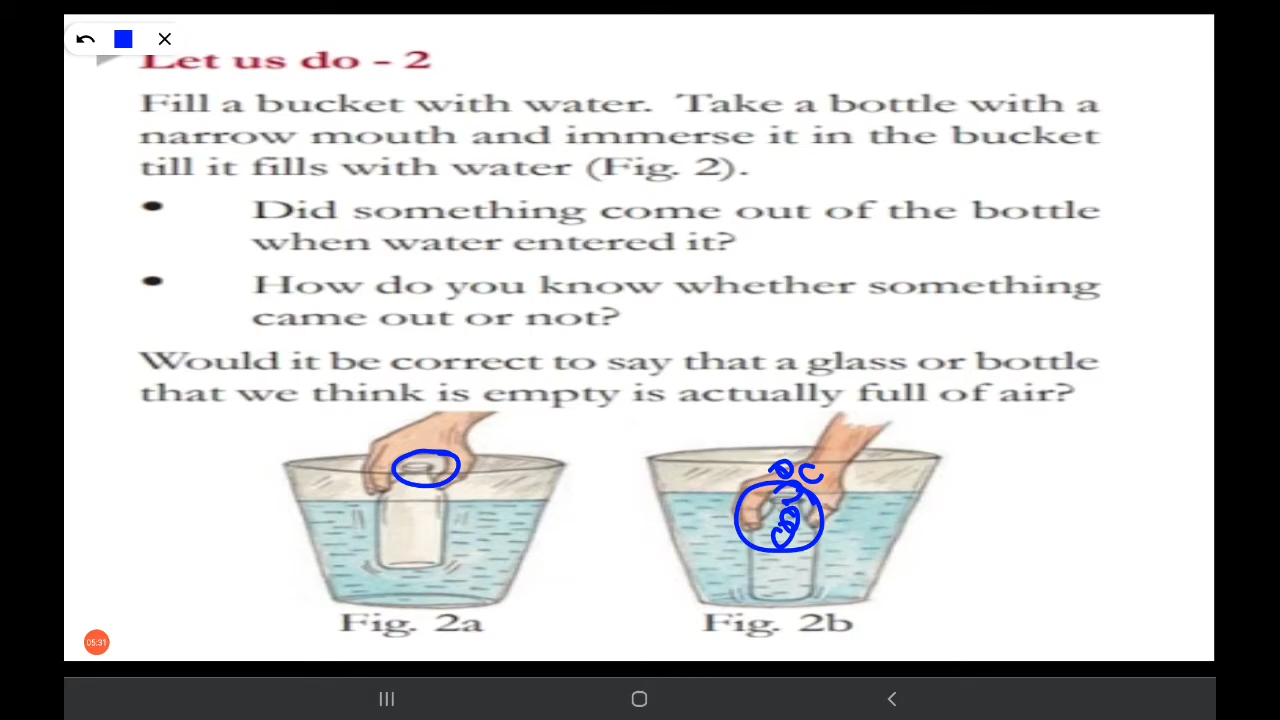 Let us do - 2
Fill a bucket with water. Take a bottle with a
narrow mouth and immerse it in the bucket
till it fills with water (Fig. 2).
• Did something come out of the bottle
when water entered it?
• How do you know whether something
came out or not?
Would it be correct to say that a glass or bottle
that we think is empty is actually full of air?
Fig. 2a
Fig. 2b
05:31